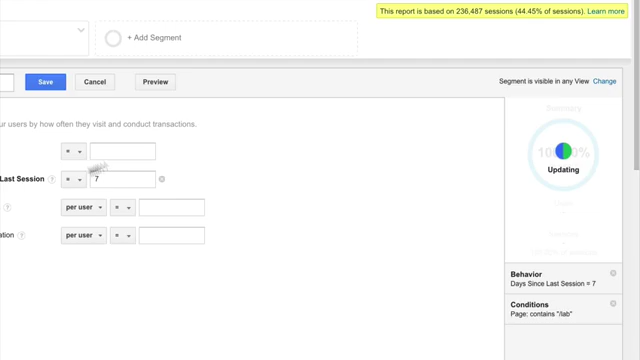 This report is based on 236,487 sessions (44.45% of sessions). Learn more
+ Add Segment
Save
Cancel
Preview
Segment is visible in any View Change
ur users by how often they visit and conduct transactions.
Summary
=
Updating
Last Session ? = 7
? per user =
ation ? per user =
Behavior
Days Since Last Session = 7
Conditions
Page: contains "/lab"